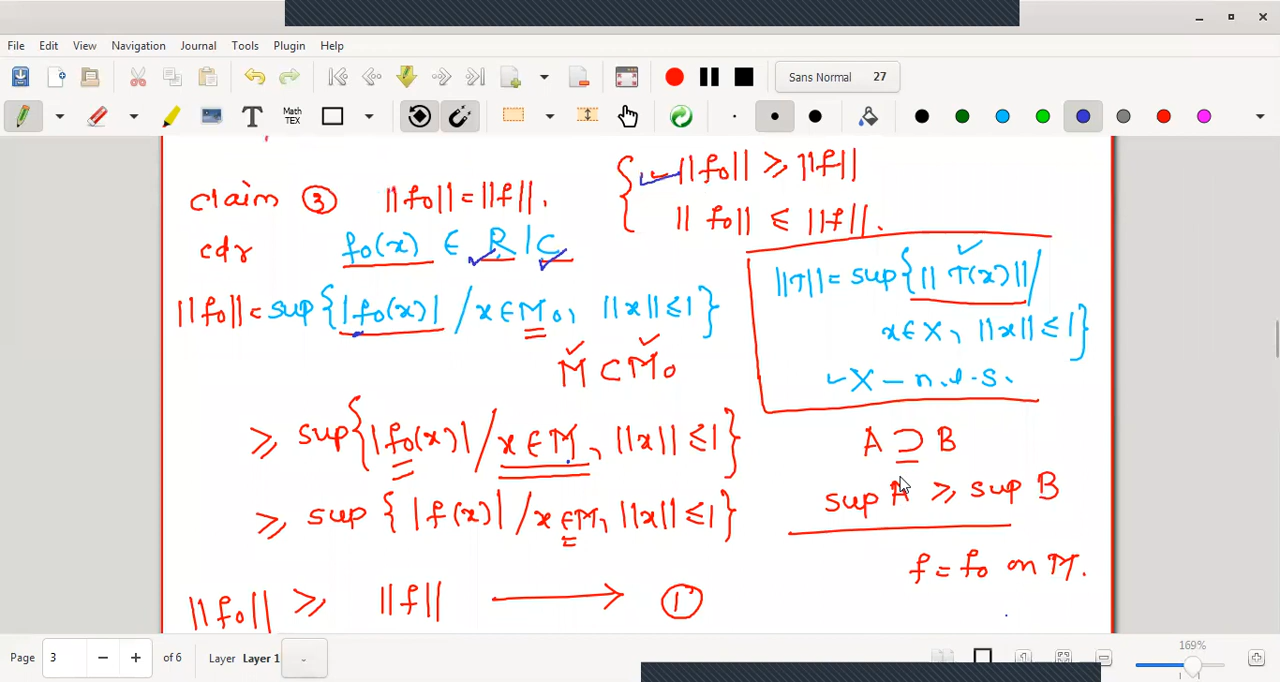 File Edit View Navigation Journal Tools Plugin Help
Sans Normal 27
T Math TEX
claim ③ ||f₀|| = ||f||.
{ ||f₀|| ⩾ ||f||
|| f₀|| ⩽ ||f||.
cdr f₀(x) ∈ R | C
||T|| = sup{|| T(x)|| /
x∈X, ||x|| ≤ 1}
X – n.l.s.
||f₀|| = sup{|f₀(x)| / x∈M₀, ||x|| ≤ 1}
M ⊂ M₀
⩾ sup{|f₀(x)| / x∈M, ||x|| ≤ 1}
A ⊃ B
sup A ⩾ sup B
⩾ sup { |f(x)| / x∈M, ||x|| ≤ 1}
f = f₀ on M.
||f₀|| ⩾ ||f|| ⟶ ①
Page 3 of 6 Layer Layer 1 169%